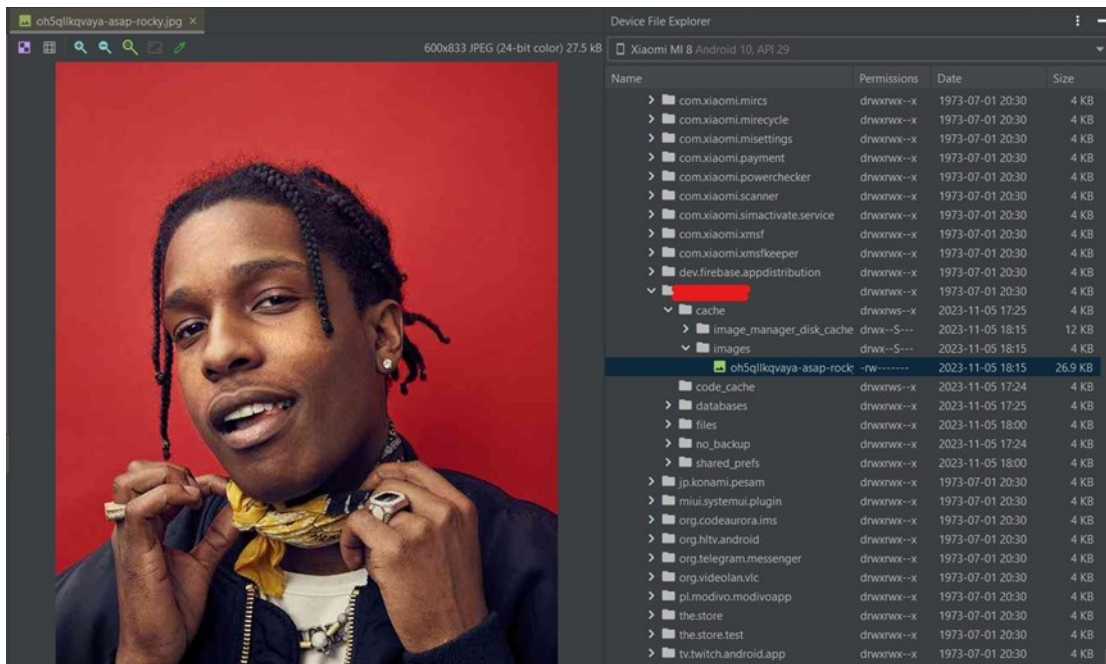 oh5qllkqvaya-asap-rocky.jpg ×
600x833 JPEG (24-bit color) 27.5 kB
Device File Explorer
Xiaomi MI 8 Android 10, API 29
Name Permissions Date Size
com.xiaomi.mircs drwxrwx--x 1973-07-01 20:30 4 KB
com.xiaomi.mirecycle drwxrwx--x 1973-07-01 20:30 4 KB
com.xiaomi.misettings drwxrwx--x 1973-07-01 20:30 4 KB
com.xiaomi.payment drwxrwx--x 1973-07-01 20:30 4 KB
com.xiaomi.powerchecker drwxrwx--x 1973-07-01 20:30 4 KB
com.xiaomi.scanner drwxrwx--x 1973-07-01 20:30 4 KB
com.xiaomi.simactivate.service drwxrwx--x 1973-07-01 20:30 4 KB
com.xiaomi.xmsf drwxrwx--x 1973-07-01 20:30 4 KB
com.xiaomi.xmsfkeeper drwxrwx--x 1973-07-01 20:30 4 KB
dev.firebase.appdistribution drwxrwx--x 1973-07-01 20:30 4 KB
drwxrwx--x 1973-07-01 20:30 4 KB
cache drwxrws--x 2023-11-05 17:25 4 KB
image_manager_disk_cache drwx--S--- 2023-11-05 18:15 12 KB
images drwx--S--- 2023-11-05 18:15 4 KB
oh5qllkqvaya-asap-rock -rw------- 2023-11-05 18:15 26.9 KB
code_cache drwxrws--x 2023-11-05 17:24 4 KB
databases drwxrwx--x 2023-11-05 17:25 4 KB
files drwxrwx--x 2023-11-05 18:00 4 KB
no_backup drwxrwx--x 2023-11-05 17:24 4 KB
shared_prefs drwxrwx--x 2023-11-05 18:00 4 KB
jp.konami.pesam drwxrwx--x 1973-07-01 20:30 4 KB
miui.systemui.plugin drwxrwx--x 1973-07-01 20:30 4 KB
org.codeaurora.ims drwxrwx--x 1973-07-01 20:30 4 KB
org.hltv.android drwxrwx--x 1973-07-01 20:30 4 KB
org.telegram.messenger drwxrwx--x 1973-07-01 20:30 4 KB
org.videolan.vlc drwxrwx--x 1973-07-01 20:30 4 KB
pl.modivo.modivoapp drwxrwx--x 1973-07-01 20:30 4 KB
the.store drwxrwx--x 1973-07-01 20:30 4 KB
the.store.test drwxrwx--x 1973-07-01 20:30 4 KB
tv.twitch.android.app drwxrwx--x 1973-07-01 20:30 4 KB